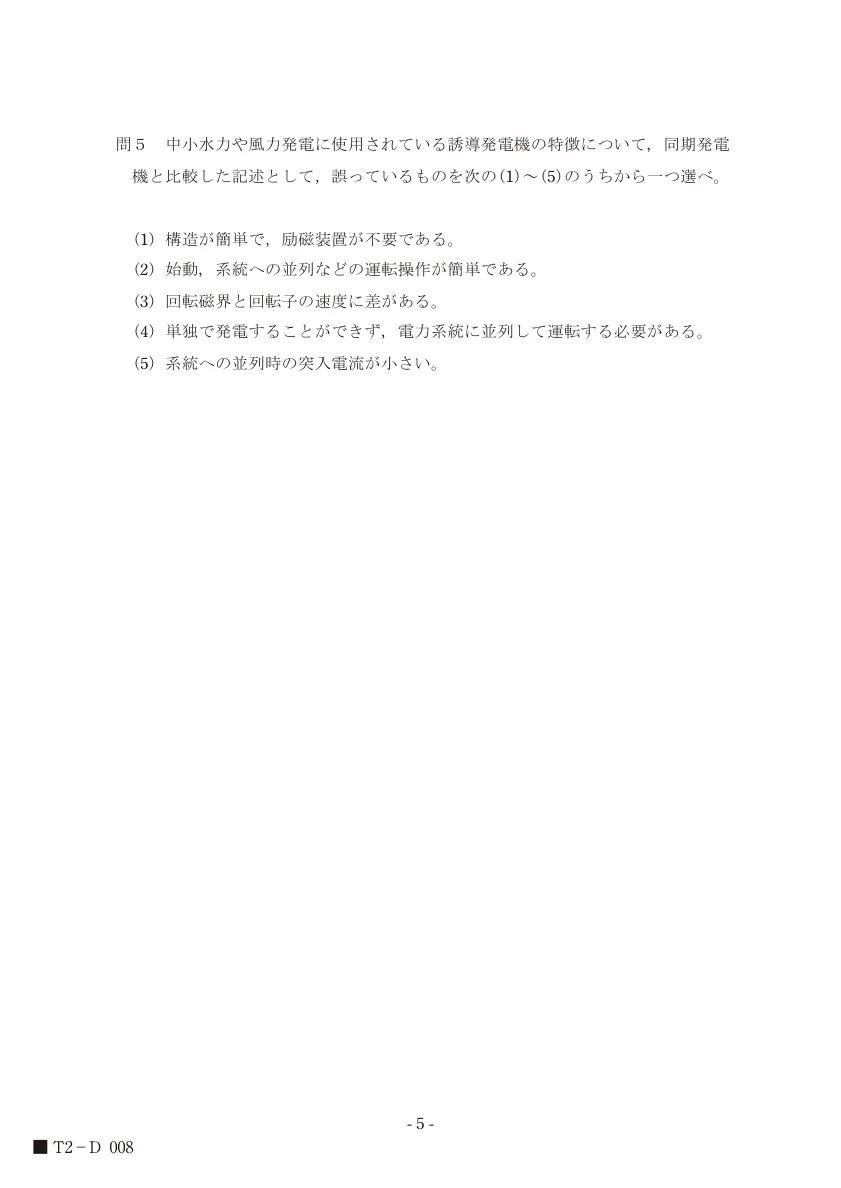 問５　中小水力や風力発電に使用されている誘導発電機の特徴について，同期発電
機と比較した記述として，誤っているものを次の(1)～(5)のうちから一つ選べ。
(1) 構造が簡単で，励磁装置が不要である。
(2) 始動，系統への並列などの運転操作が簡単である。
(3) 回転磁界と回転子の速度に差がある。
(4) 単独で発電することができず，電力系統に並列して運転する必要がある。
(5) 系統への並列時の突入電流が小さい。
- 5 -
■ T2－D 008